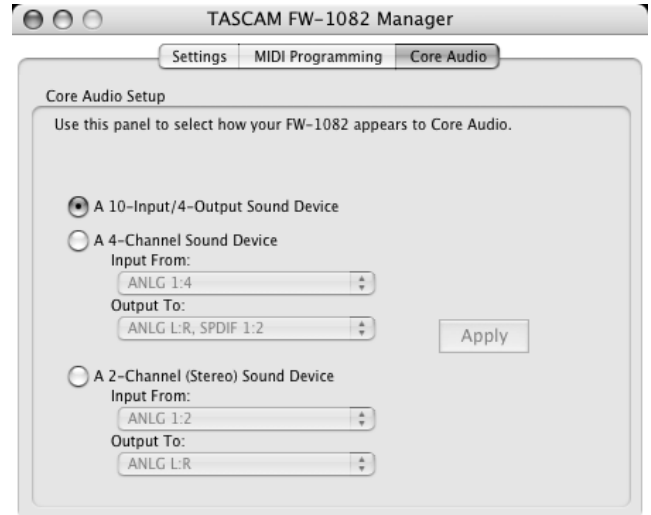 TASCAM FW-1082 Manager
Settings MIDI Programming Core Audio
Core Audio Setup
Use this panel to select how your FW-1082 appears to Core Audio.
A 10-Input/4-Output Sound Device
A 4-Channel Sound Device
Input From:
ANLG 1:4
Output To:
ANLG L:R, SPDIF 1:2
Apply
A 2-Channel (Stereo) Sound Device
Input From:
ANLG 1:2
Output To:
ANLG L:R